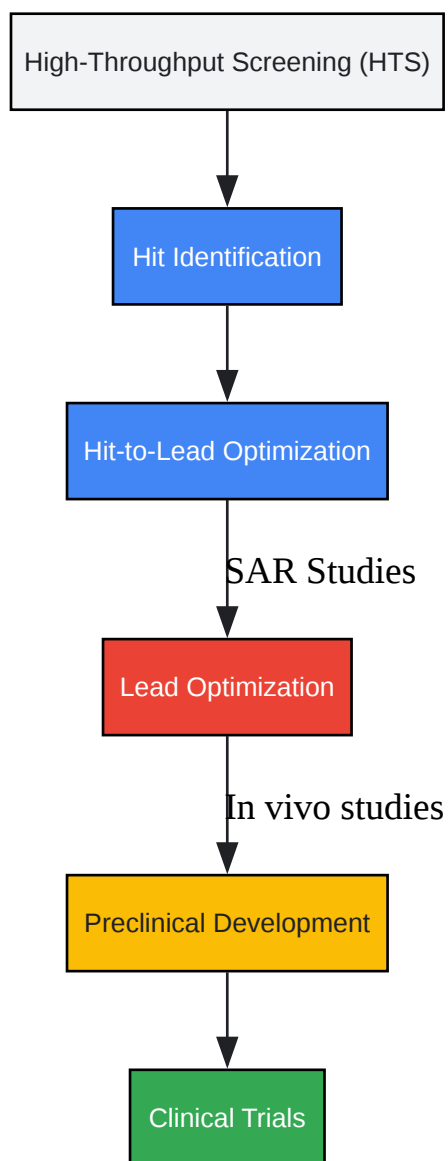 High-Throughput Screening (HTS)
Hit Identification
Hit-to-Lead Optimization
SAR Studies
Lead Optimization
In vivo studies
Preclinical Development
Clinical Trials